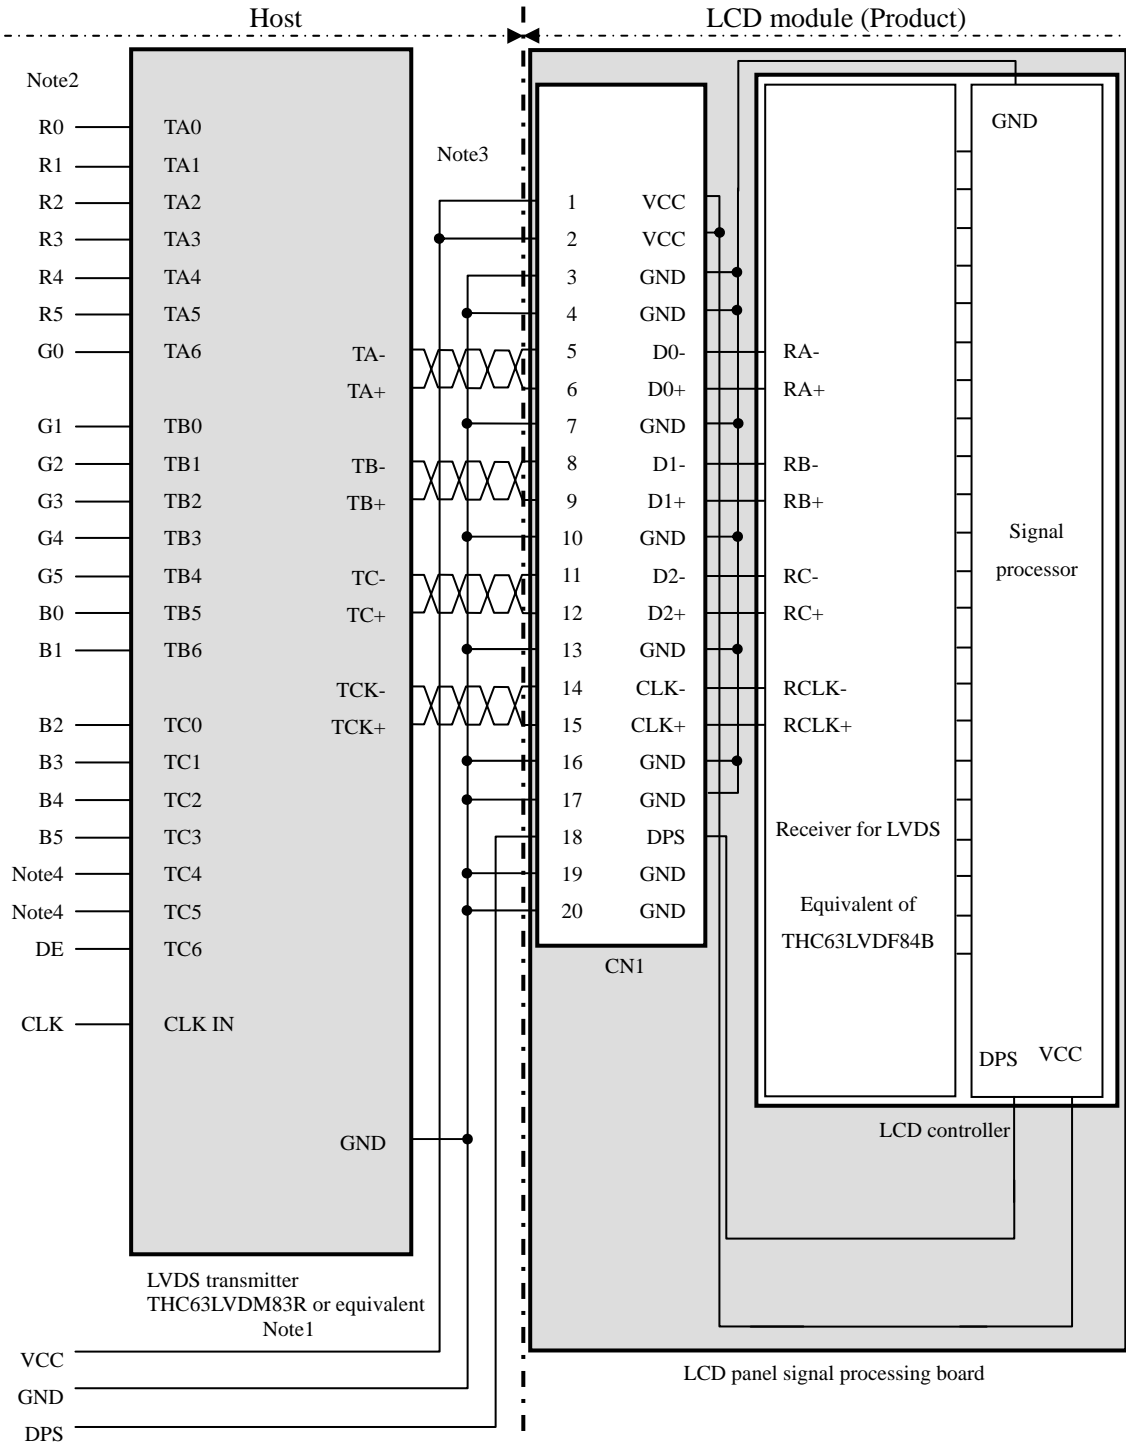 Host
LCD module (Product)
Note2
R0 TA0
R1 TA1
R2 TA2
R3 TA3
R4 TA4
R5 TA5
G0 TA6
G1 TB0
G2 TB1
G3 TB2
G4 TB3
G5 TB4
B0 TB5
B1 TB6
B2 TC0
B3 TC1
B4 TC2
B5 TC3
Note4 TC4
Note4 TC5
DE TC6
CLK CLK IN
TA-
TA+
TB-
TB+
TC-
TC+
TCK-
TCK+
GND
LVDS transmitter
THC63LVDM83R or equivalent
Note1
VCC
GND
DPS
Note3
1 VCC
2 VCC
3 GND
4 GND
5 D0-
6 D0+
7 GND
8 D1-
9 D1+
10 GND
11 D2-
12 D2+
13 GND
14 CLK-
15 CLK+
16 GND
17 GND
18 DPS
19 GND
20 GND
CN1
RA-
RA+
RB-
RB+
RC-
RC+
RCLK-
RCLK+
Receiver for LVDS
Equivalent of
THC63LVDF84B
GND
Signal
processor
DPS VCC
LCD controller
LCD panel signal processing board